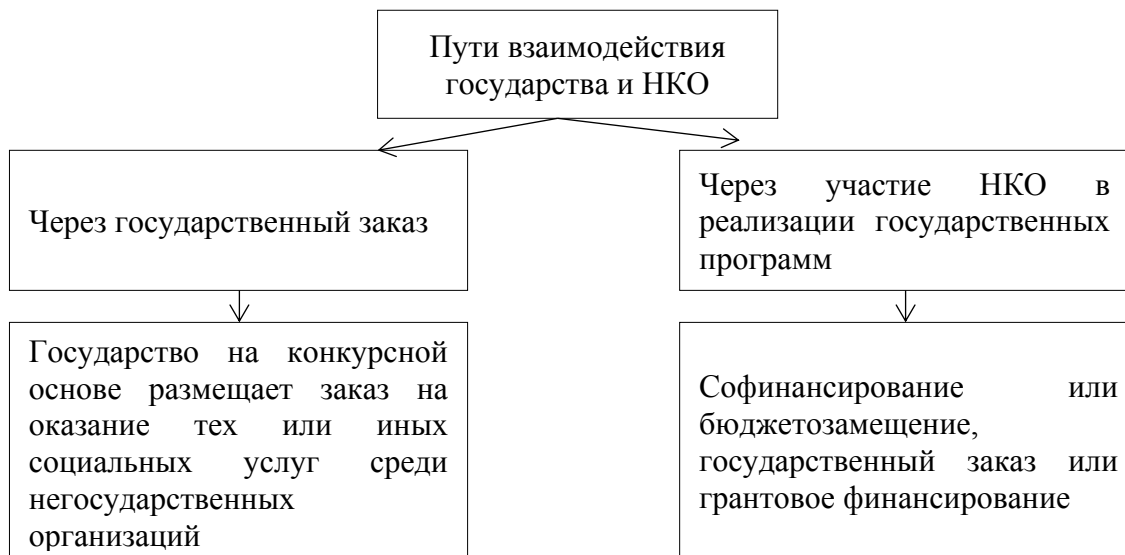 Пути взаимодействия
государства и НКО
Через государственный заказ
Через участие НКО в
реализации государственных
программ
Государство на конкурсной
основе размещает заказ на
оказание тех или иных
социальных услуг среди
негосударственных
организаций
Софинансирование или
бюджетозамещение,
государственный заказ или
грантовое финансирование